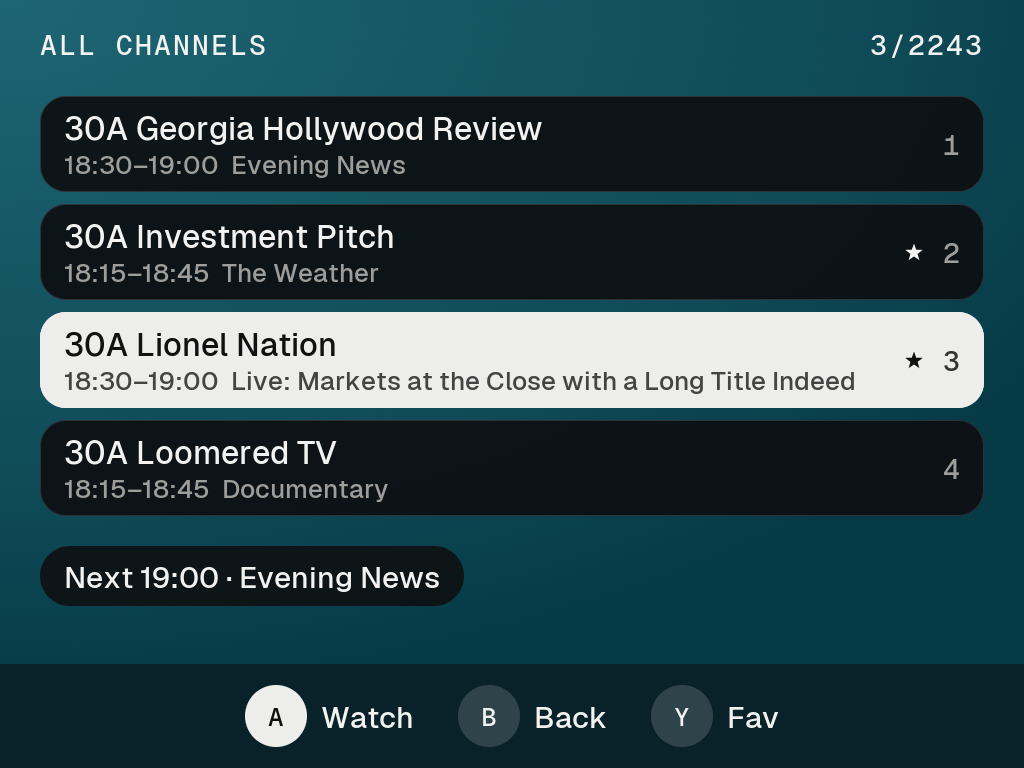 ALL CHANNELS
3/2243
30A Georgia Hollywood Review
18:30–19:00 Evening News
1
30A Investment Pitch
18:15–18:45 The Weather
★ 2
30A Lionel Nation
18:30–19:00 Live: Markets at the Close with a Long Title Indeed
★ 3
30A Loomered TV
18:15–18:45 Documentary
4
Next 19:00 · Evening News
A Watch
B Back
Y Fav